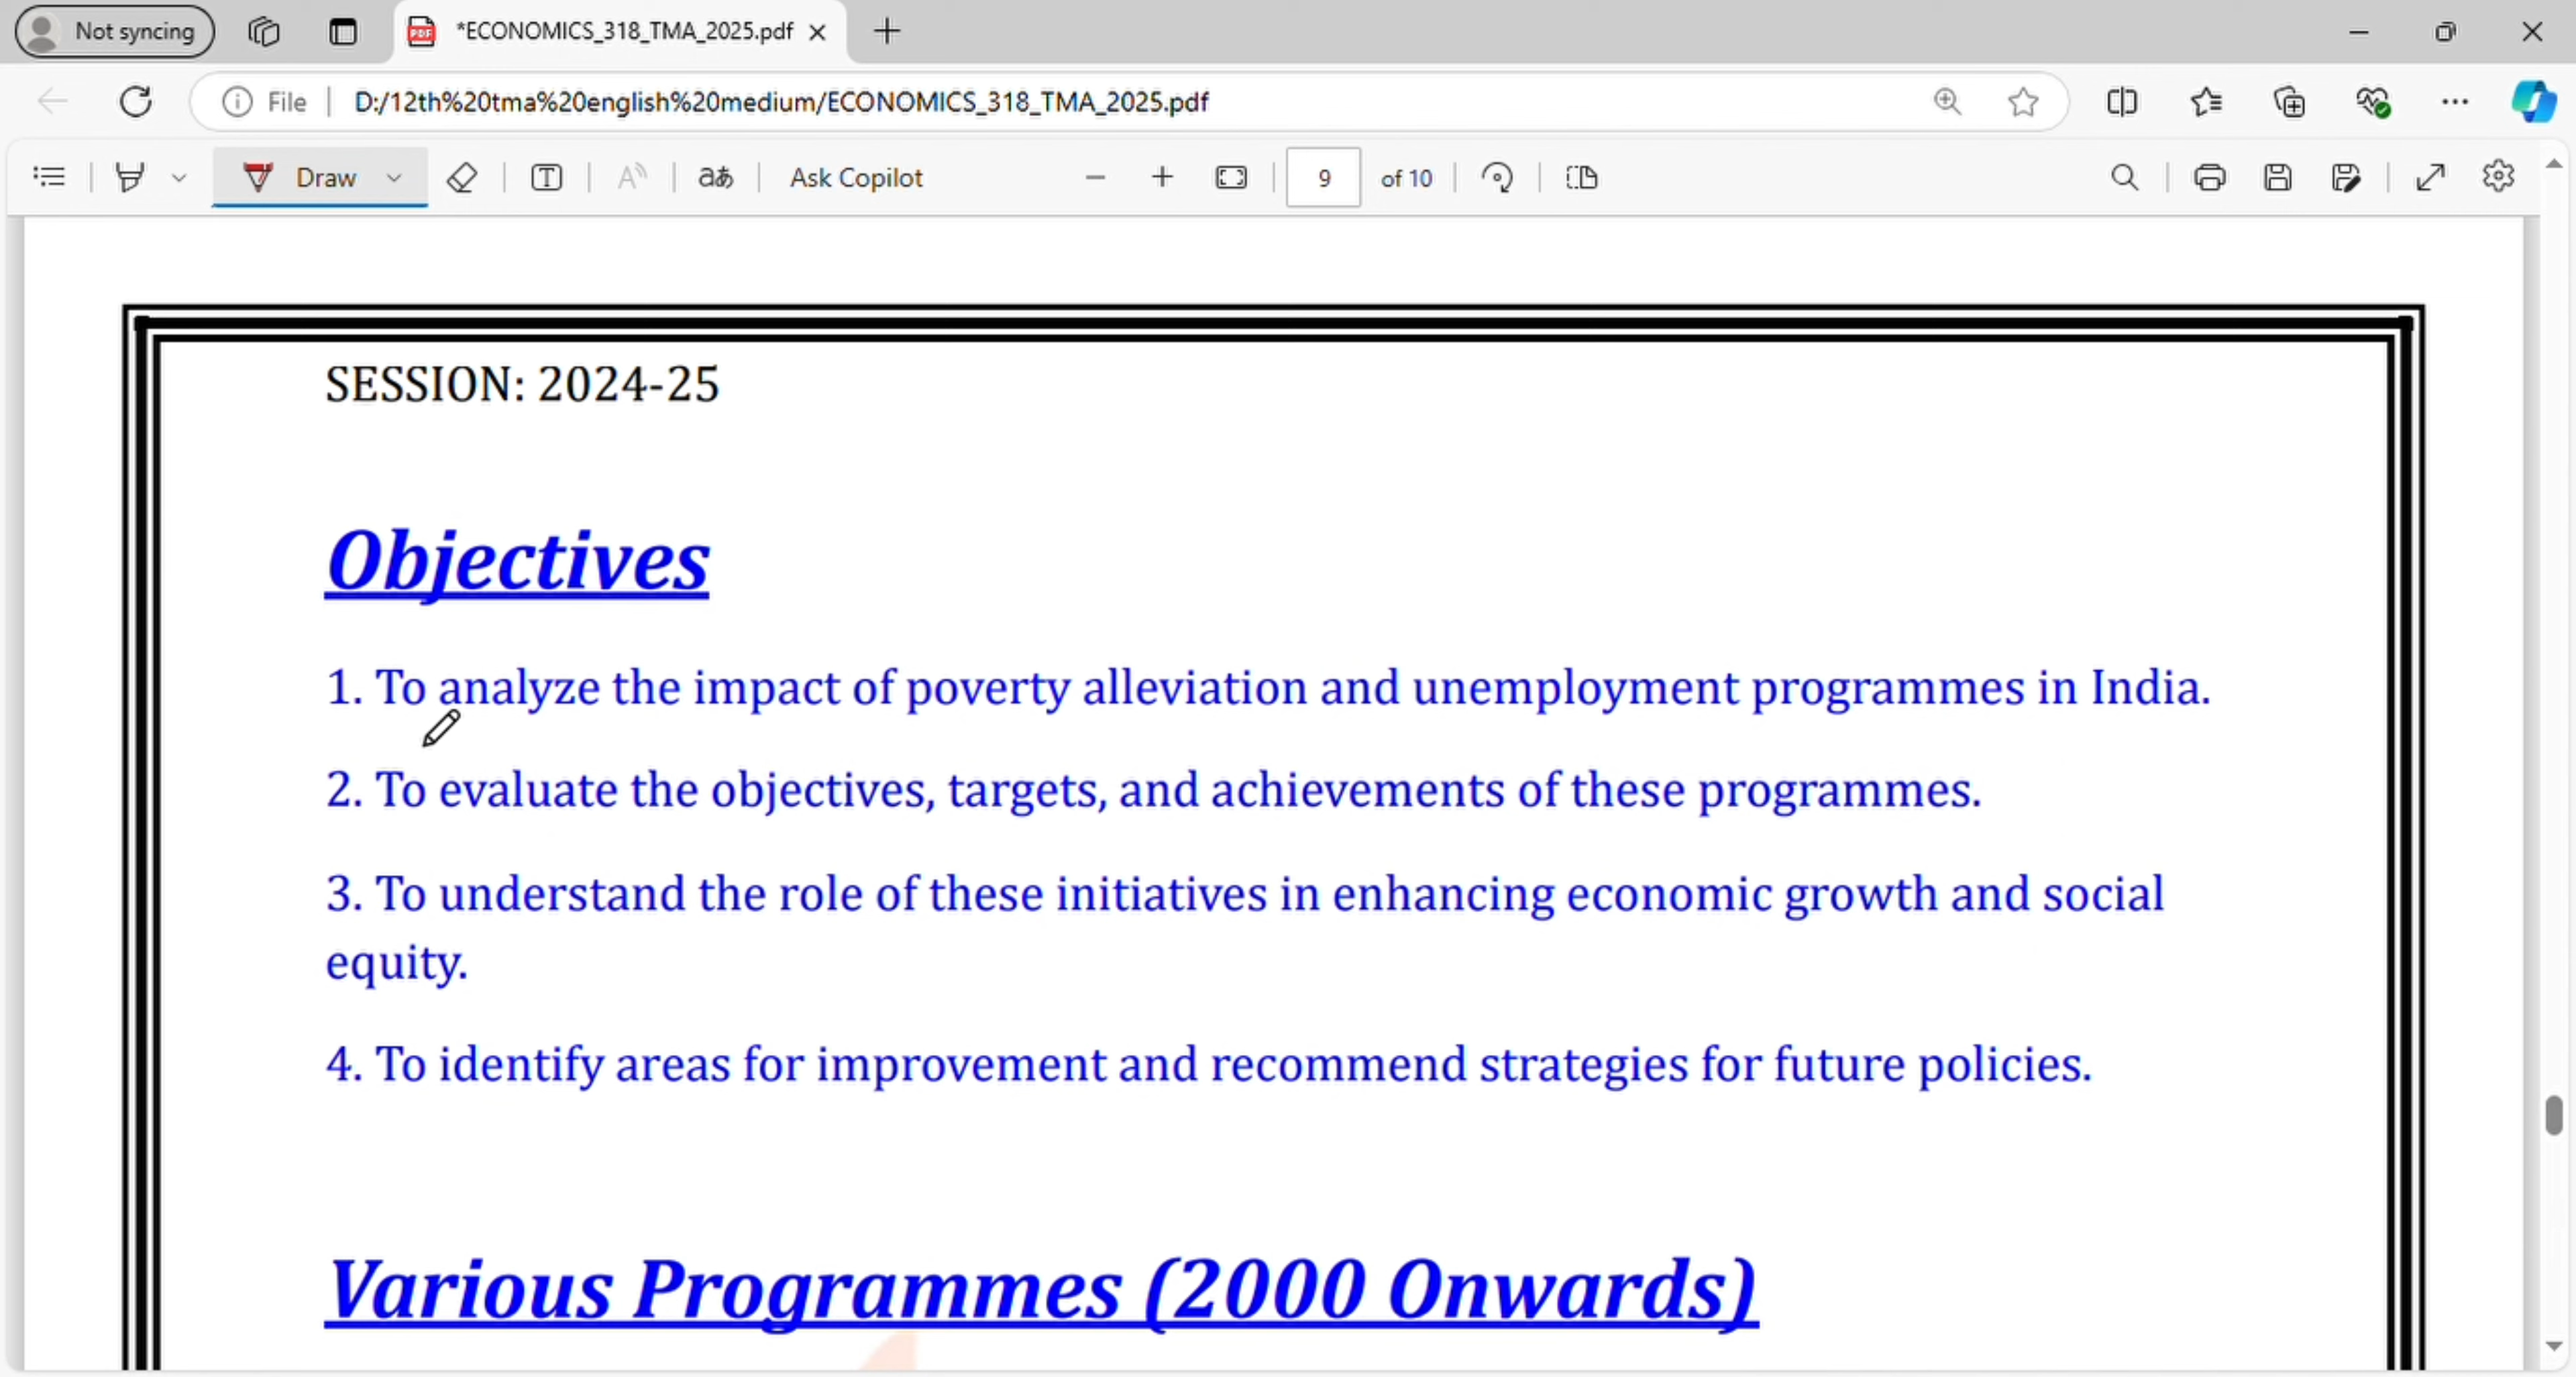 Not syncing
*ECONOMICS_318_TMA_2025.pdf
File
D:/12th%20tma%20english%20medium/ECONOMICS_318_TMA_2025.pdf
Draw
T
A
aあ
Ask Copilot
9 of 10
SESSION: 2024-25
Objectives
1. To analyze the impact of poverty alleviation and unemployment programmes in India.
2. To evaluate the objectives, targets, and achievements of these programmes.
3. To understand the role of these initiatives in enhancing economic growth and social
equity.
4. To identify areas for improvement and recommend strategies for future policies.
Various Programmes (2000 Onwards)